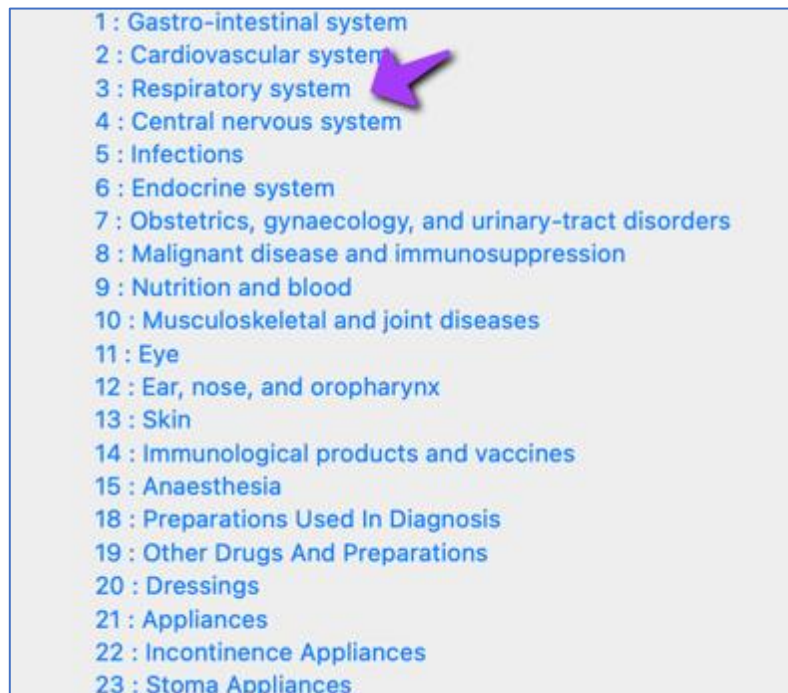 1 : Gastro-intestinal system
2 : Cardiovascular system
3 : Respiratory system
4 : Central nervous system
5 : Infections
6 : Endocrine system
7 : Obstetrics, gynaecology, and urinary-tract disorders
8 : Malignant disease and immunosuppression
9 : Nutrition and blood
10 : Musculoskeletal and joint diseases
11 : Eye
12 : Ear, nose, and oropharynx
13 : Skin
14 : Immunological products and vaccines
15 : Anaesthesia
18 : Preparations Used In Diagnosis
19 : Other Drugs And Preparations
20 : Dressings
21 : Appliances
22 : Incontinence Appliances
23 : Stoma Appliances